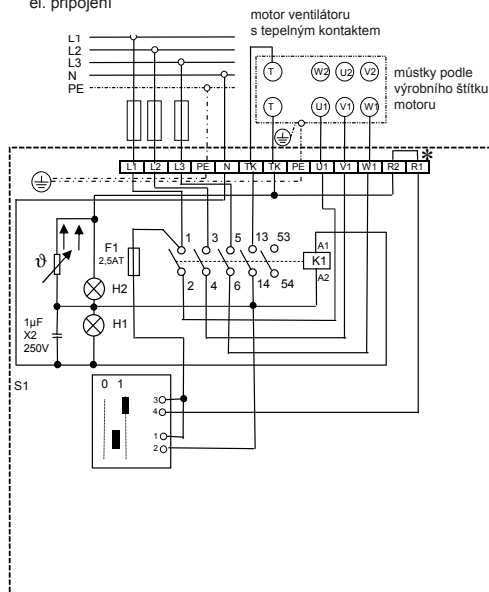 el. připojení
motor ventilátoru
s tepelným kontaktem
L1
L2
L3
N
PE
T W2 U2 V2
T U1 V1 W1
můstky podle
výrobního štítku
motoru
L1 L2 L3 PE N TK TK PE U1 V1 W1 R2 R1 *
F1
2,5AT
1 3 5 13 53
2 4 6 14 54
A1
K1
A2
ϑ
H2
H1
1µF
X2
250V
S1
0 1
3
4
1
2